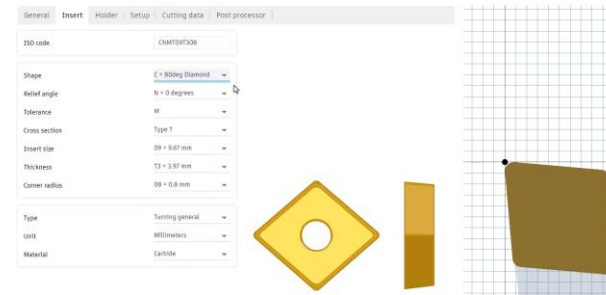 General Insert Holder Setup Cutting data Post processor
ISO code CNMT09T308
Shape C = 80deg Diamond
Relief angle N = 0 degrees
Tolerance M
Cross section Type T
Insert size 09 = 9.67 mm
Thickness T3 = 3.97 mm
Corner radius 08 = 0.8 mm
Type Turning general
Unit Millimeters
Material Carbide